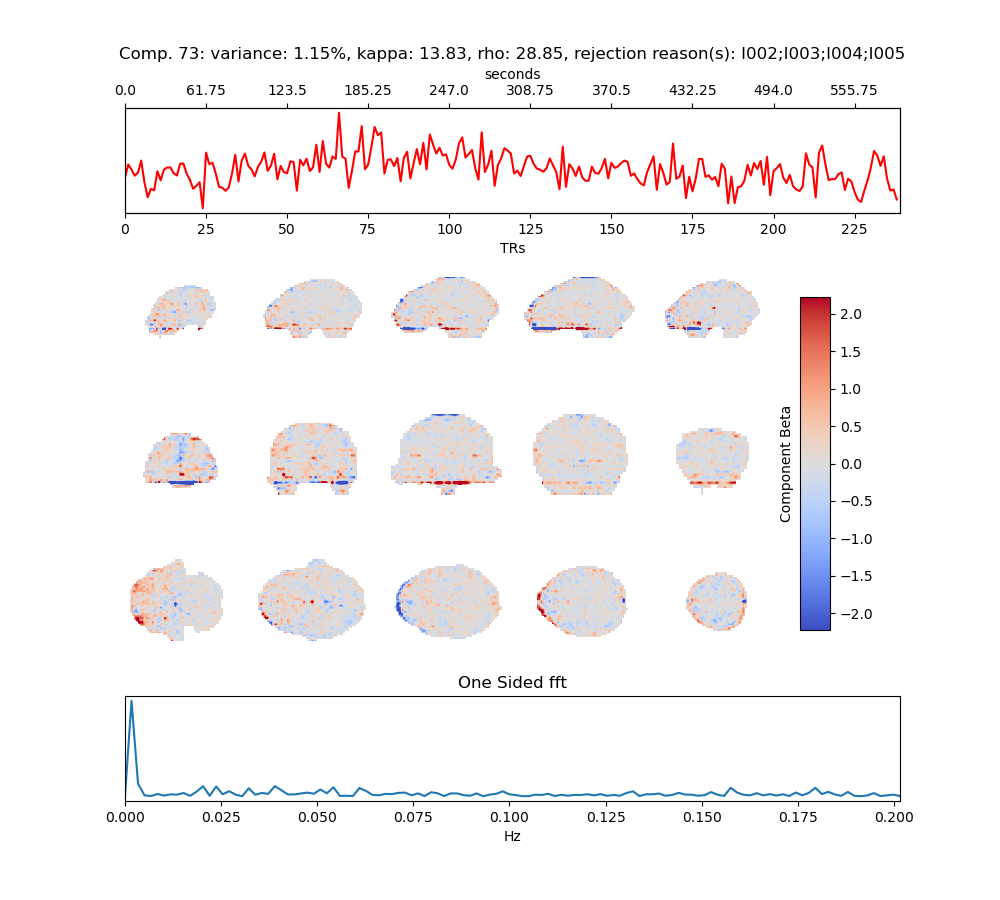 Comp. 73: variance: 1.15%, kappa: 13.83, rho: 28.85, rejection reason(s): I002;I003;I004;I005
seconds
0.0 61.75 123.5 185.25 247.0 308.75 370.5 432.25 494.0 555.75
0 25 50 75 100 125 150 175 200 225
TRs
2.0
1.5
1.0
0.5
0.0
−0.5
−1.0
−1.5
−2.0
Component Beta
One Sided fft
0.000 0.025 0.050 0.075 0.100 0.125 0.150 0.175 0.200
Hz